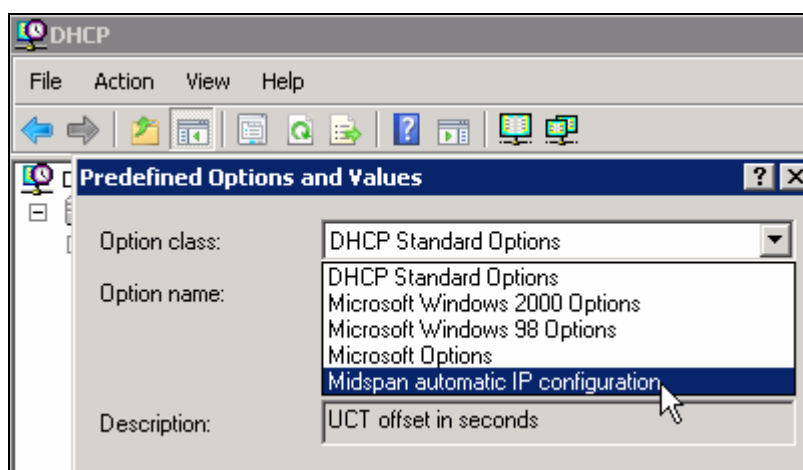 DHCP
File Action View Help
Predefined Options and Values
Option class:
DHCP Standard Options
Option name:
DHCP Standard Options
Microsoft Windows 2000 Options
Microsoft Windows 98 Options
Microsoft Options
Midspan automatic IP configuration
Description:
UCT offset in seconds